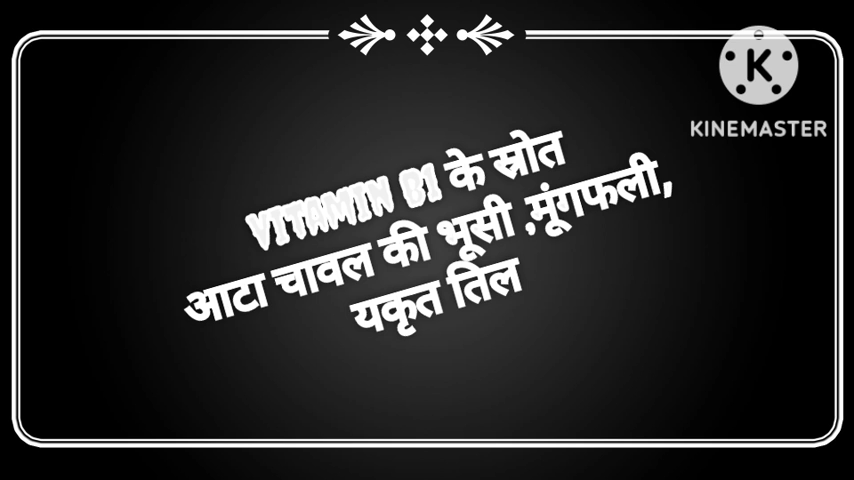 KINEMASTER
VITAMIN B1 के स्रोत
आटा चावल की भूसी ,मूंगफली,
यकृत तिल